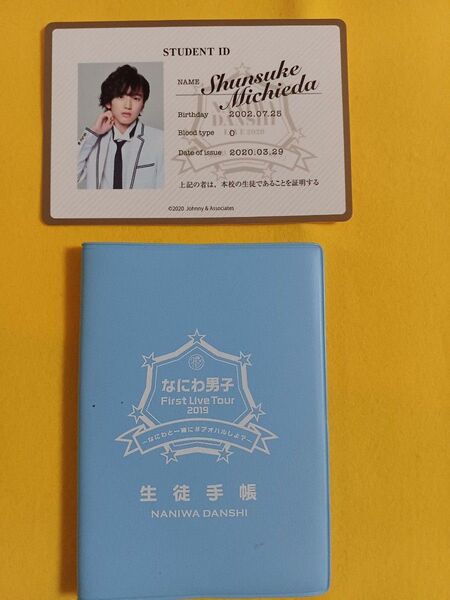 STUDENT ID
NAME Shunsuke Michieda
Birthday 2002.07.25
Blood type O
Date of issue 2020.03.29
上記の者は、本校の生徒であることを証明する
©2020 Johnny & Associates
なにわ男子
First Live Tour
2019
～なにわと一緒に#アオハルしよ?～
生徒手帳
NANIWA DANSHI